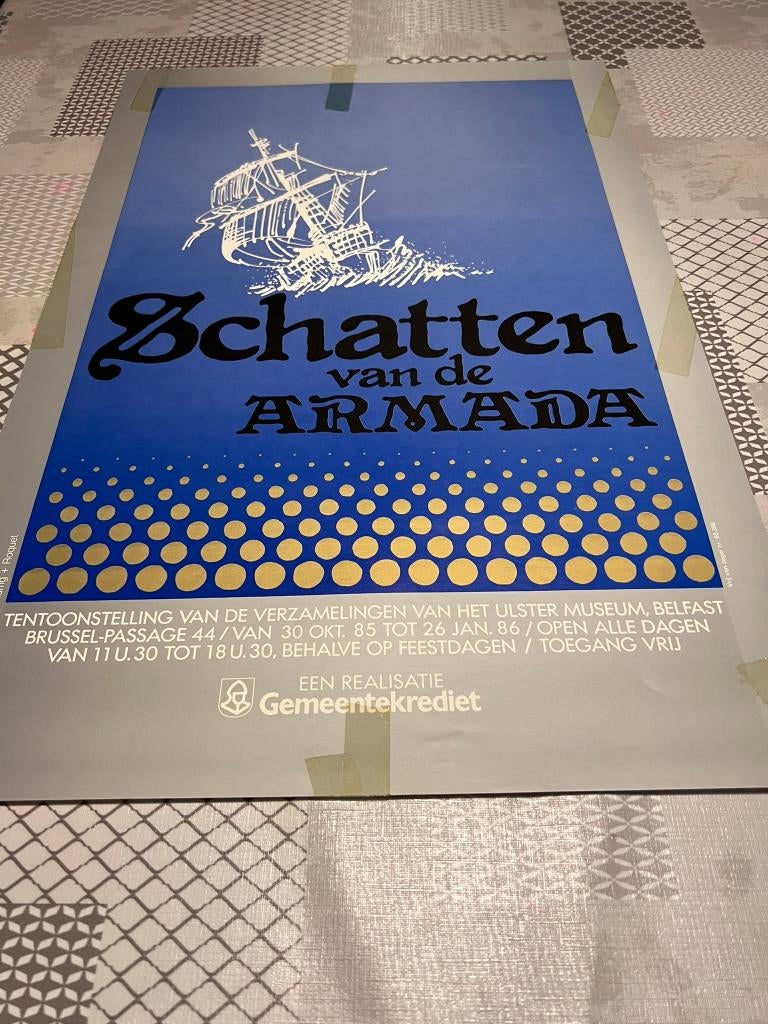 Schatten
van de
ARMADA
+ Roquet
TENTOONSTELLING VAN DE VERZAMELINGEN VAN HET ULSTER MUSEUM, BELFAST
BRUSSEL-PASSAGE 44 / VAN 30 OKT. 85 TOT 26 JAN. 86 / OPEN ALLE DAGEN
VAN 11 U. 30 TOT 18 U. 30, BEHALVE OP FEESTDAGEN / TOEGANG VRIJ
EEN REALISATIE
Gemeentekrediet